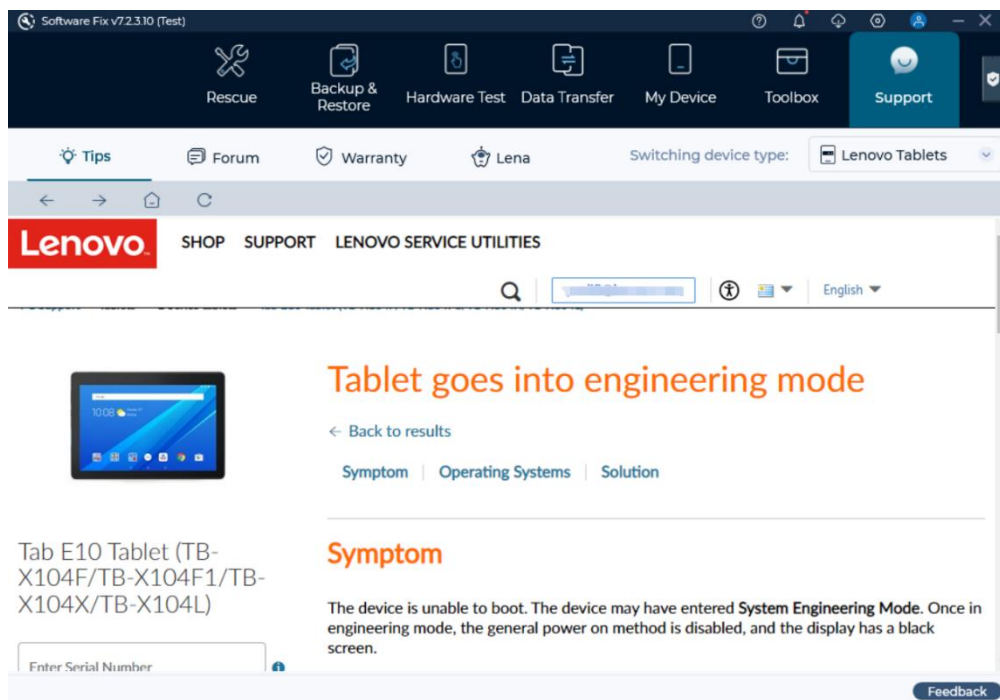 Software Fix v7.2.3.10 (Test)
Rescue
Backup &
Restore
Hardware Test
Data Transfer
My Device
Toolbox
Support
Tips
Forum
Warranty
Lena
Switching device type:
Lenovo Tablets
Lenovo
SHOP SUPPORT LENOVO SERVICE UTILITIES
English
10:08
Tablet goes into engineering mode
← Back to results
Symptom | Operating Systems | Solution
Tab E10 Tablet (TB-
X104F/TB-X104F1/TB-
X104X/TB-X104L)
Enter Serial Number
Symptom
The device is unable to boot. The device may have entered System Engineering Mode. Once in
engineering mode, the general power on method is disabled, and the display has a black
screen.
Feedback